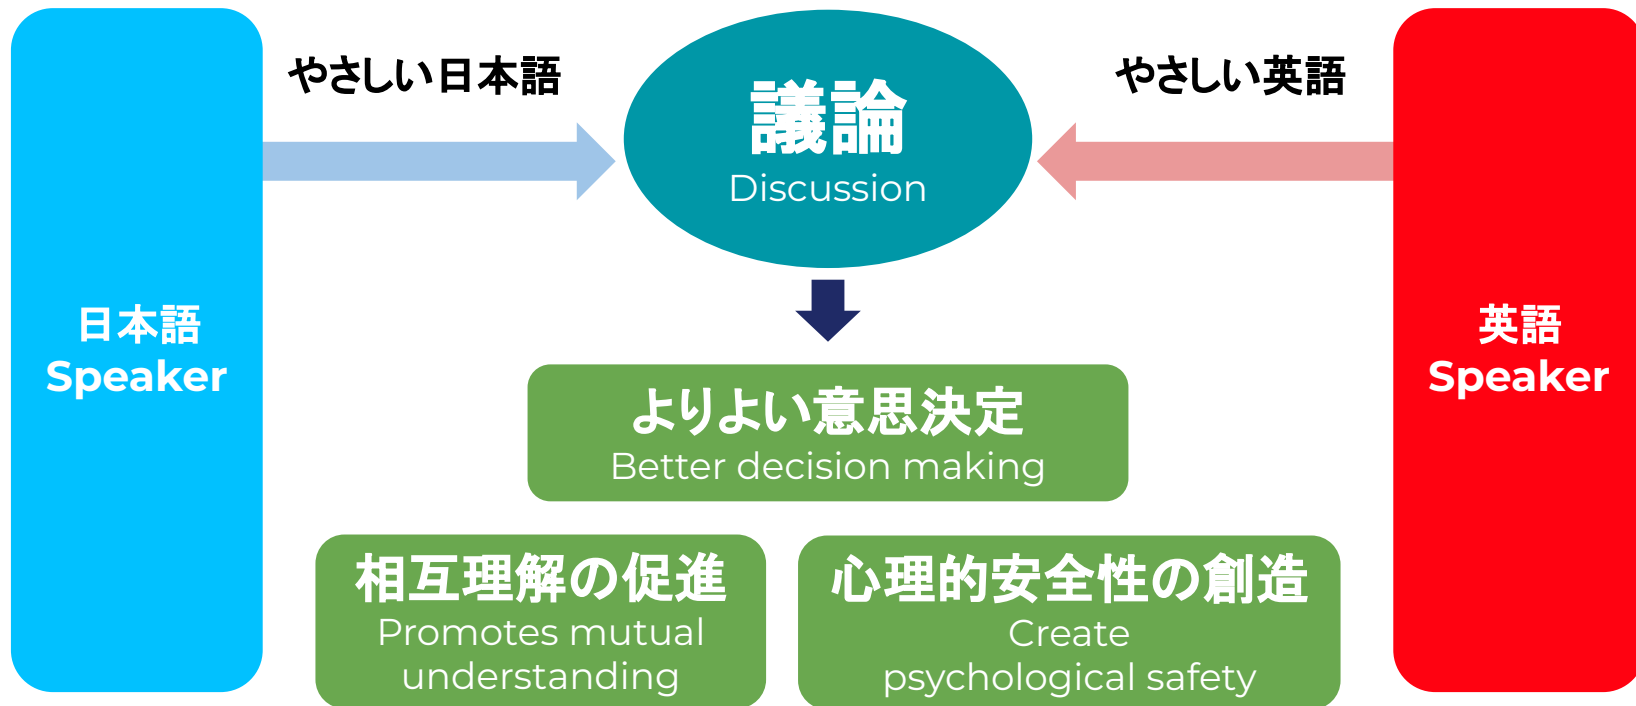 やさしい日本語
議論
Discussion
やさしい英語
日本語
Speaker
英語
Speaker
よりよい意思決定
Better decision making
相互理解の促進
Promotes mutual
understanding
心理的安全性の創造
Create
psychological safety